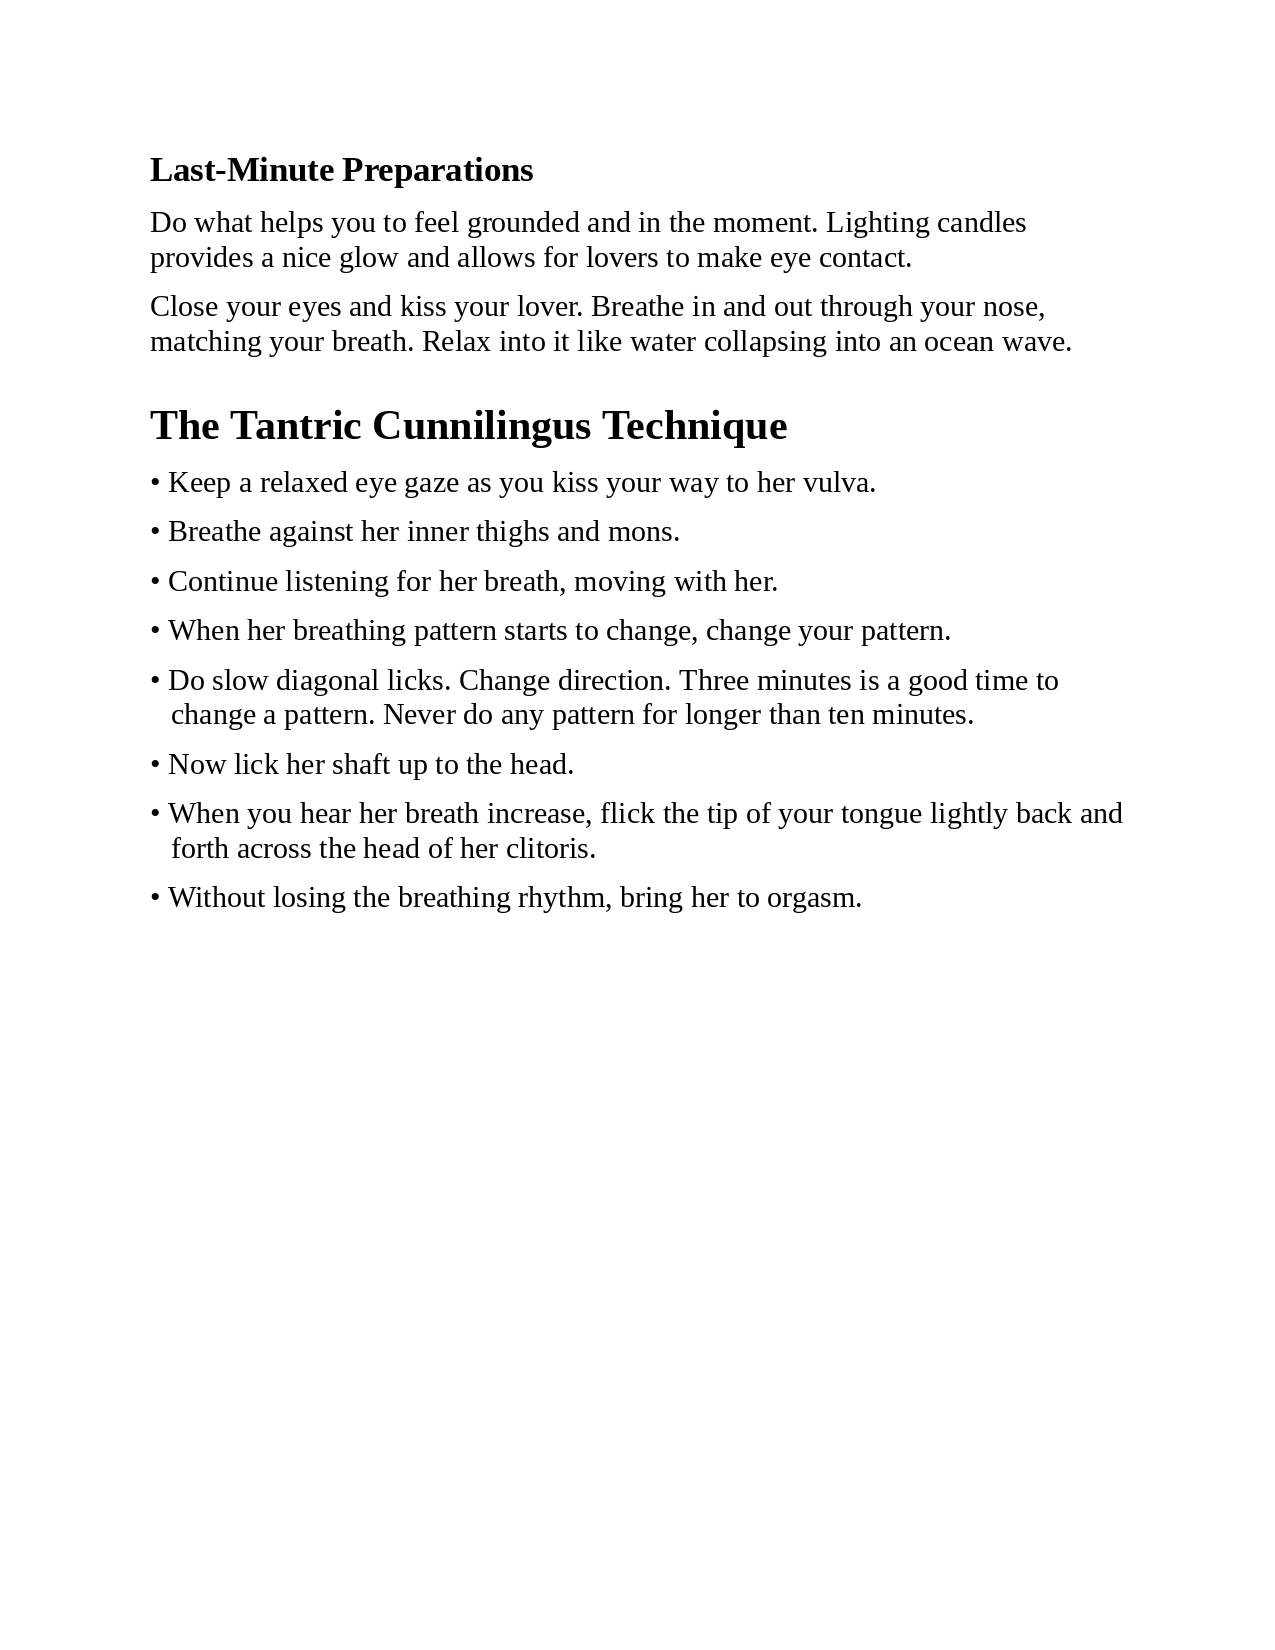 Last-Minute Preparations
Do what helps you to feel grounded and in the moment. Lighting candles
provides a nice glow and allows for lovers to make eye contact.
Close your eyes and kiss your lover. Breathe in and out through your nose,
matching your breath. Relax into it like water collapsing into an ocean wave.
The Tantric Cunnilingus Technique
• Keep a relaxed eye gaze as you kiss your way to her vulva.
• Breathe against her inner thighs and mons.
• Continue listening for her breath, moving with her.
• When her breathing pattern starts to change, change your pattern.
• Do slow diagonal licks. Change direction. Three minutes is a good time to
change a pattern. Never do any pattern for longer than ten minutes.
• Now lick her shaft up to the head.
• When you hear her breath increase, flick the tip of your tongue lightly back and
forth across the head of her clitoris.
• Without losing the breathing rhythm, bring her to orgasm.